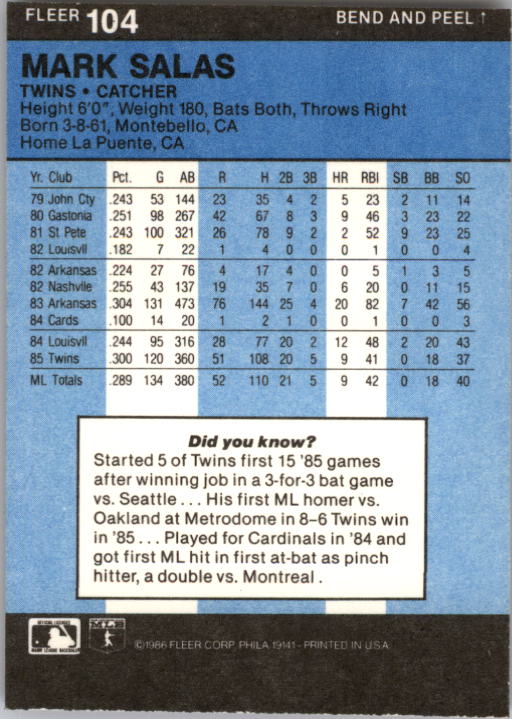 FLEER 104 BEND AND PEEL ↑
MARK SALAS
TWINS • CATCHER
Height 6'0", Weight 180, Bats Both, Throws Right
Born 3-8-61, Montebello, CA
Home La Puente, CA
Yr. Club Pct. G AB R H 2B 3B HR RBI SB BB SO
79 John Cty .243 53 144 23 35 4 2 5 23 2 11 14
80 Gastonia .251 98 267 42 67 8 3 9 46 3 23 22
81 St Pete .243 100 321 26 78 9 2 2 52 9 23 25
82 Louisvll .182 7 22 1 4 0 0 0 1 0 0 4
82 Arkansas .224 27 76 4 17 4 0 0 5 1 3 5
82 Nashvlle .255 43 137 19 35 7 0 6 20 0 11 15
83 Arkansas .304 131 473 76 144 25 4 20 82 7 42 56
84 Cards .100 14 20 1 2 1 0 0 1 0 0 3
84 Louisvll .244 95 316 28 77 20 2 12 48 2 20 43
85 Twins .300 120 360 51 108 20 5 9 41 0 18 37
ML Totals .289 134 380 52 110 21 5 9 42 0 18 40
Did you know?
Started 5 of Twins first 15 '85 games
after winning job in a 3-for-3 bat game
vs. Seattle . . . His first ML homer vs.
Oakland at Metrodome in 8–6 Twins win
in '85 . . . Played for Cardinals in '84 and
got first ML hit in first at-bat as pinch
hitter, a double vs. Montreal .
©1986 FLEER CORP. PHILA. 19141 - PRINTED IN U.S.A.